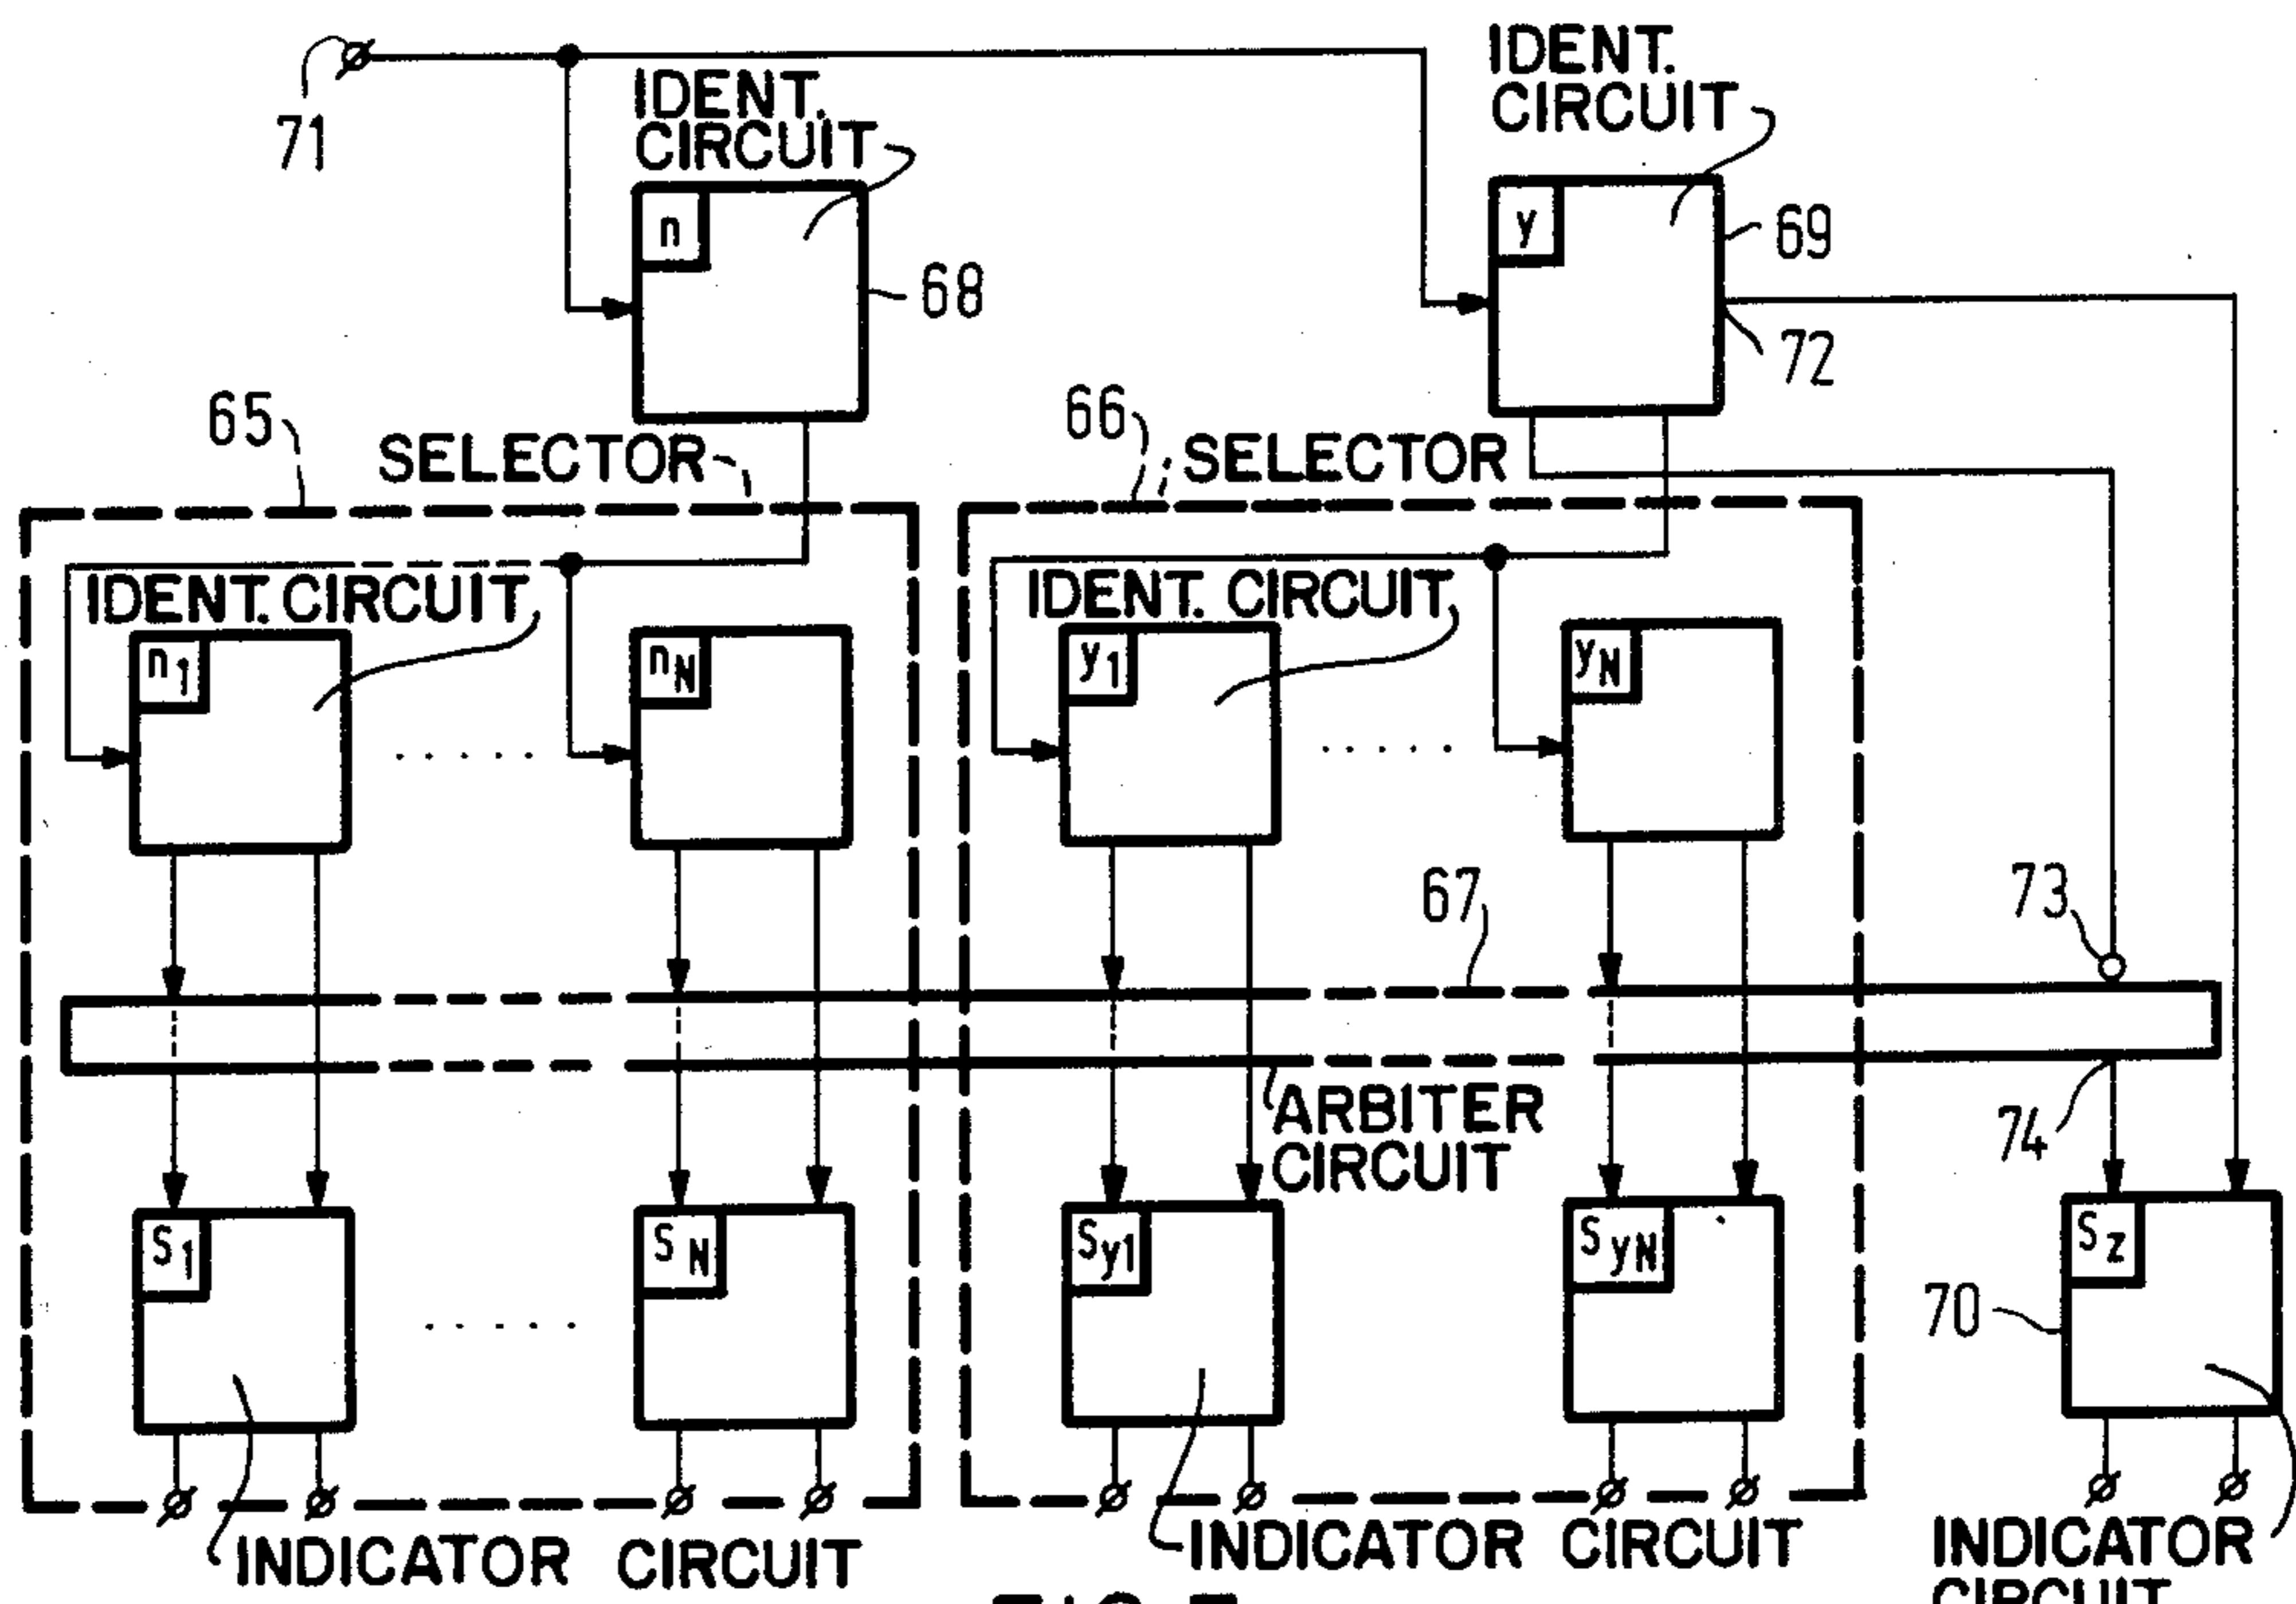 71
IDENT.
CIRCUIT
n
68
IDENT.
CIRCUIT
y
69
72
65
SELECTOR
66
SELECTOR
IDENT. CIRCUIT
n1
nN
IDENT. CIRCUIT
y1
yN
67
73
ARBITER
CIRCUIT
74
S1
SN
Sy1
SyN
Sz
70
INDICATOR CIRCUIT
INDICATOR CIRCUIT
INDICATOR
CIRCUIT